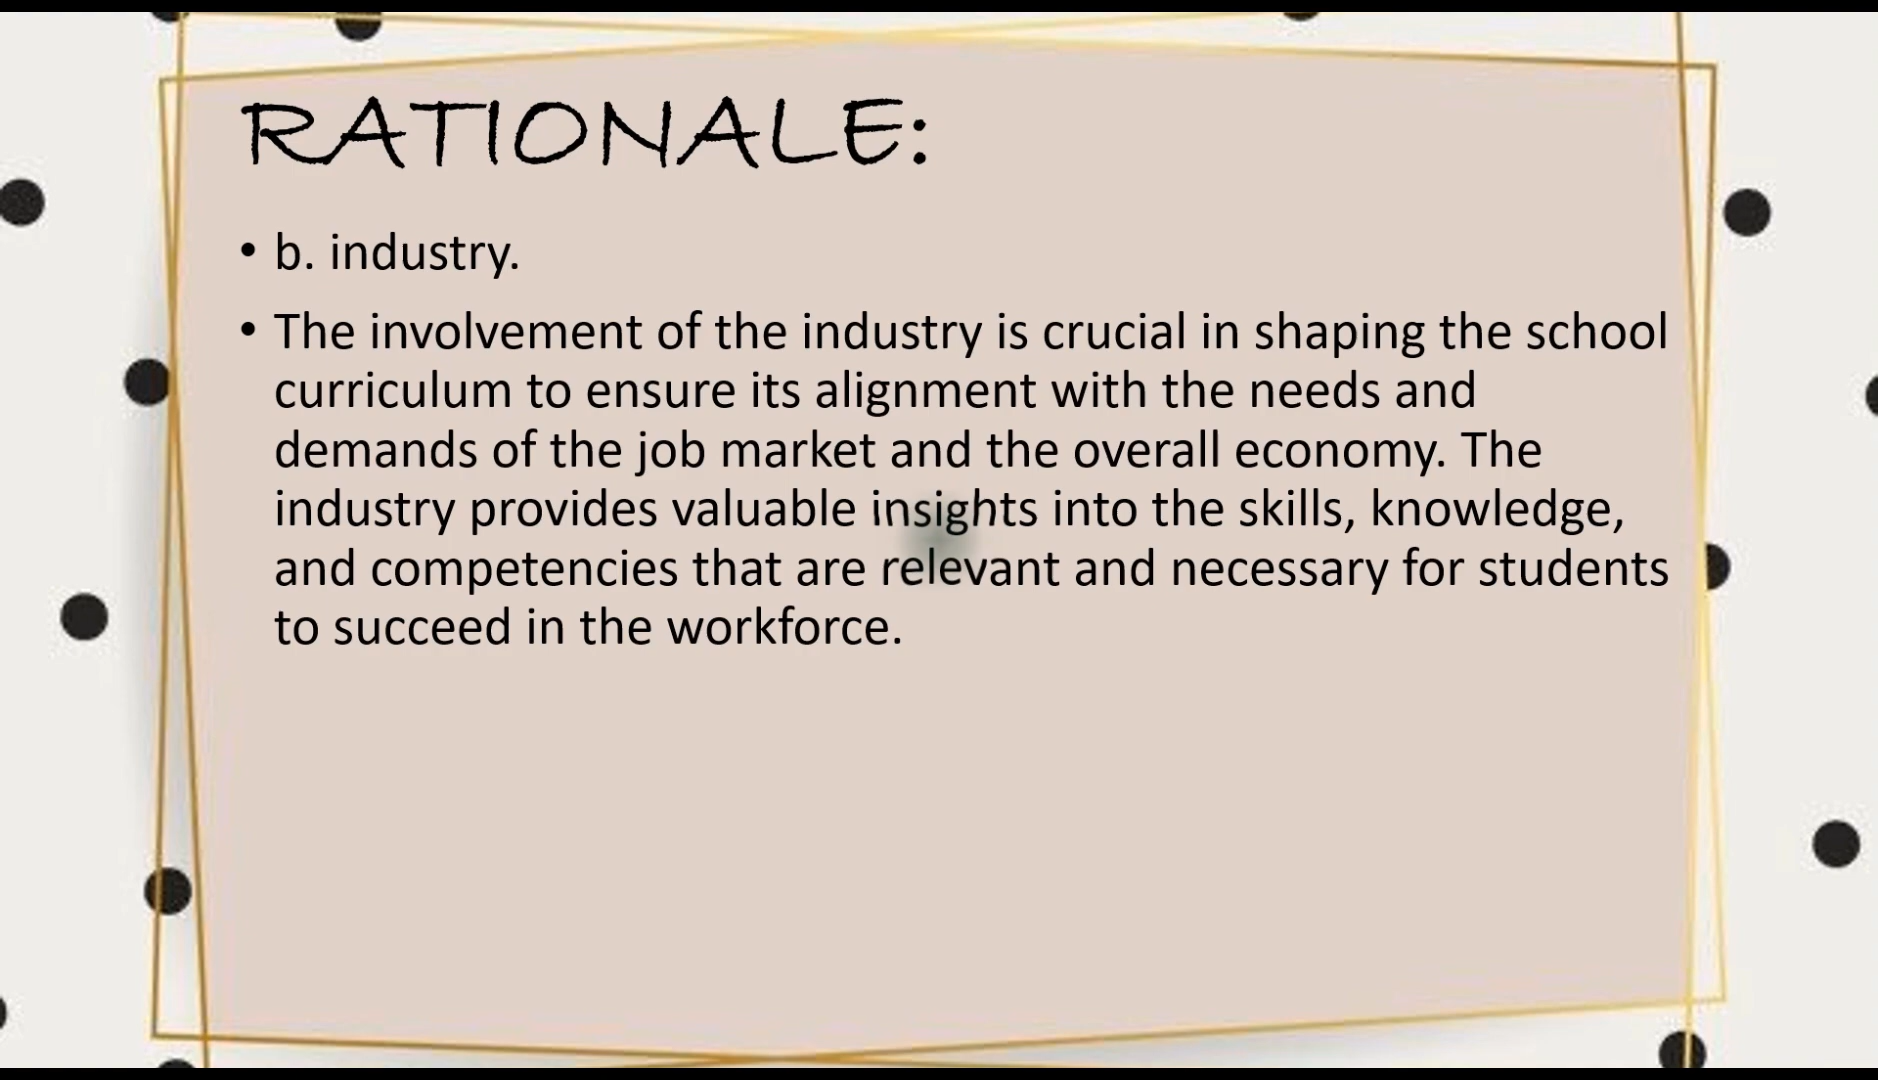 RATIONALE:
• b. industry.
• The involvement of the industry is crucial in shaping the school
curriculum to ensure its alignment with the needs and
demands of the job market and the overall economy. The
industry provides valuable insights into the skills, knowledge,
and competencies that are relevant and necessary for students
to succeed in the workforce.